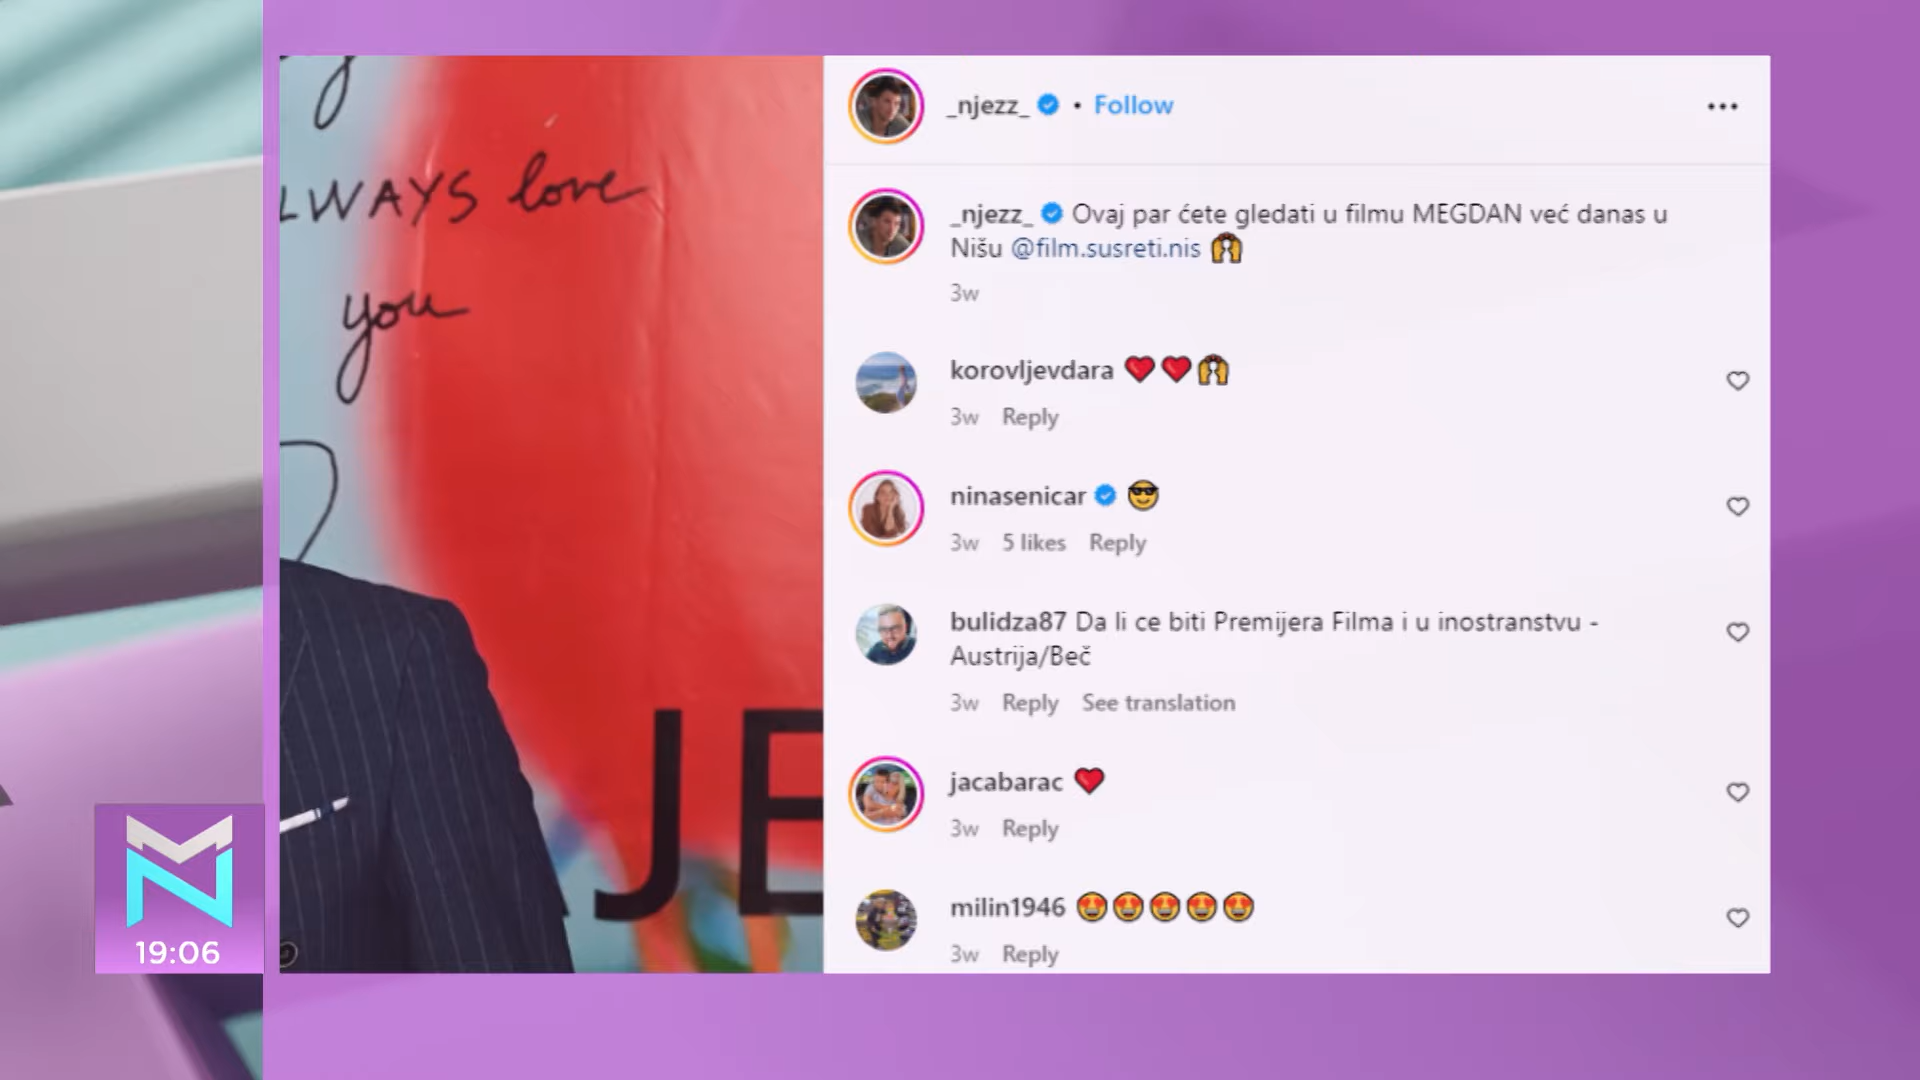 LWAYS love
you
JE
_njezz_ • Follow
_njezz_ Ovaj par ćete gledati u filmu MEGDAN već danas u
Nišu @film.susreti.nis 🙌
3w
korovljevdara ❤️❤️🙌
3w Reply
ninasenicar 😎
3w 5 likes Reply
bulidza87 Da li ce biti Premijera Filma i u inostranstvu -
Austrija/Beč
3w Reply See translation
jacabarac ❤️
3w Reply
milin1946 😍😍😍😍😍
3w Reply
19:06